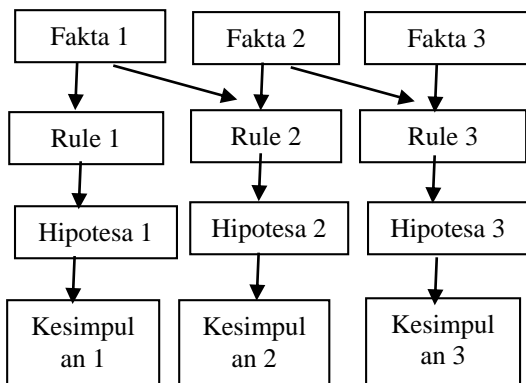 Fakta 1
Fakta 2
Fakta 3
Rule 1
Rule 2
Rule 3
Hipotesa 1
Hipotesa 2
Hipotesa 3
Kesimpul
an 1
Kesimpul
an 2
Kesimpul
an 3